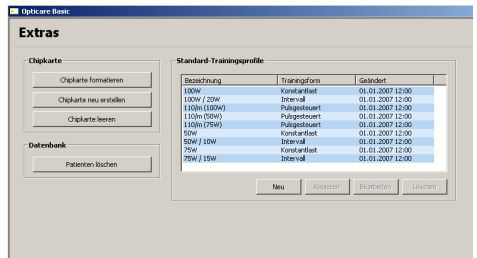 Opticare Basic
Extras
Chipkarte
Chipkarte formatieren
Chipkarte neu erstellen
Chipkarte leeren
Datenbank
Patienten löschen
Standard-Trainingsprofile
Bezeichnung Trainingsform Geändert
100W Konstantlast 01.01.2007 12:00
100W / 20W Intervall 01.01.2007 12:00
110/m (100W) Pulsgesteuert 01.01.2007 12:00
110/m (50W) Pulsgesteuert 01.01.2007 12:00
110/m (75W) Pulsgesteuert 01.01.2007 12:00
50W Konstantlast 01.01.2007 12:00
50W / 10W Intervall 01.01.2007 12:00
75W Konstantlast 01.01.2007 12:00
75W / 15W Intervall 01.01.2007 12:00
Neu Kopieren Bearbeiten Löschen